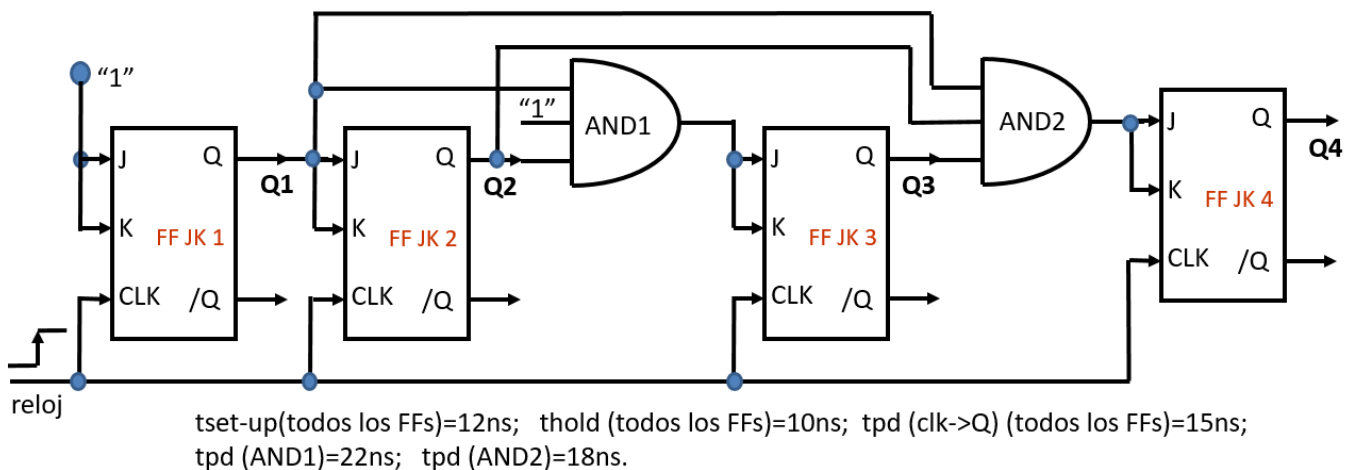 “1”
“1”
AND1
AND2
J
Q
Q4
J
Q
Q1
J
Q
Q2
J
Q
Q3
K
FF JK 4
K
FF JK 1
K
FF JK 2
K
FF JK 3
CLK
/Q
CLK
/Q
CLK
/Q
CLK
/Q
reloj
tset-up(todos los FFs)=12ns; thold (todos los FFs)=10ns; tpd (clk->Q) (todos los FFs)=15ns;
tpd (AND1)=22ns; tpd (AND2)=18ns.